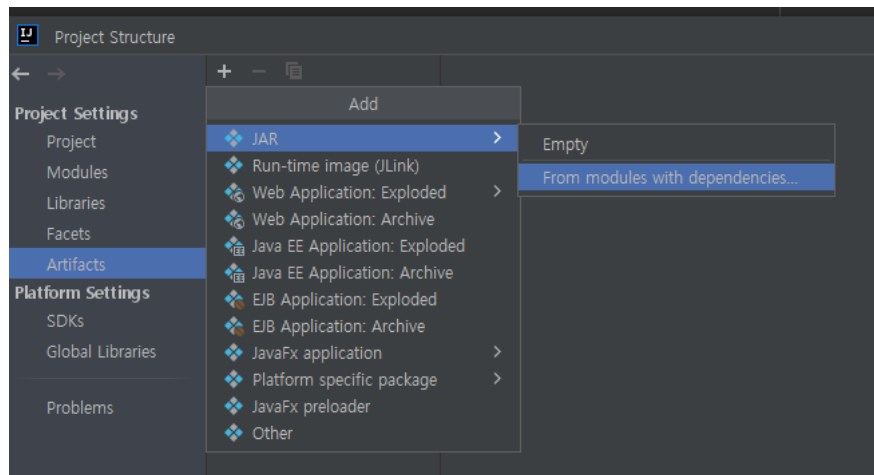 IJ
Project Structure
Project Settings
Project
Modules
Libraries
Facets
Artifacts
Platform Settings
SDKs
Global Libraries
Problems
Add
JAR
Run-time image (JLink)
Web Application: Exploded
Web Application: Archive
Java EE Application: Exploded
Java EE Application: Archive
EJB Application: Exploded
EJB Application: Archive
JavaFx application
Platform specific package
JavaFx preloader
Other
Empty
From modules with dependencies...